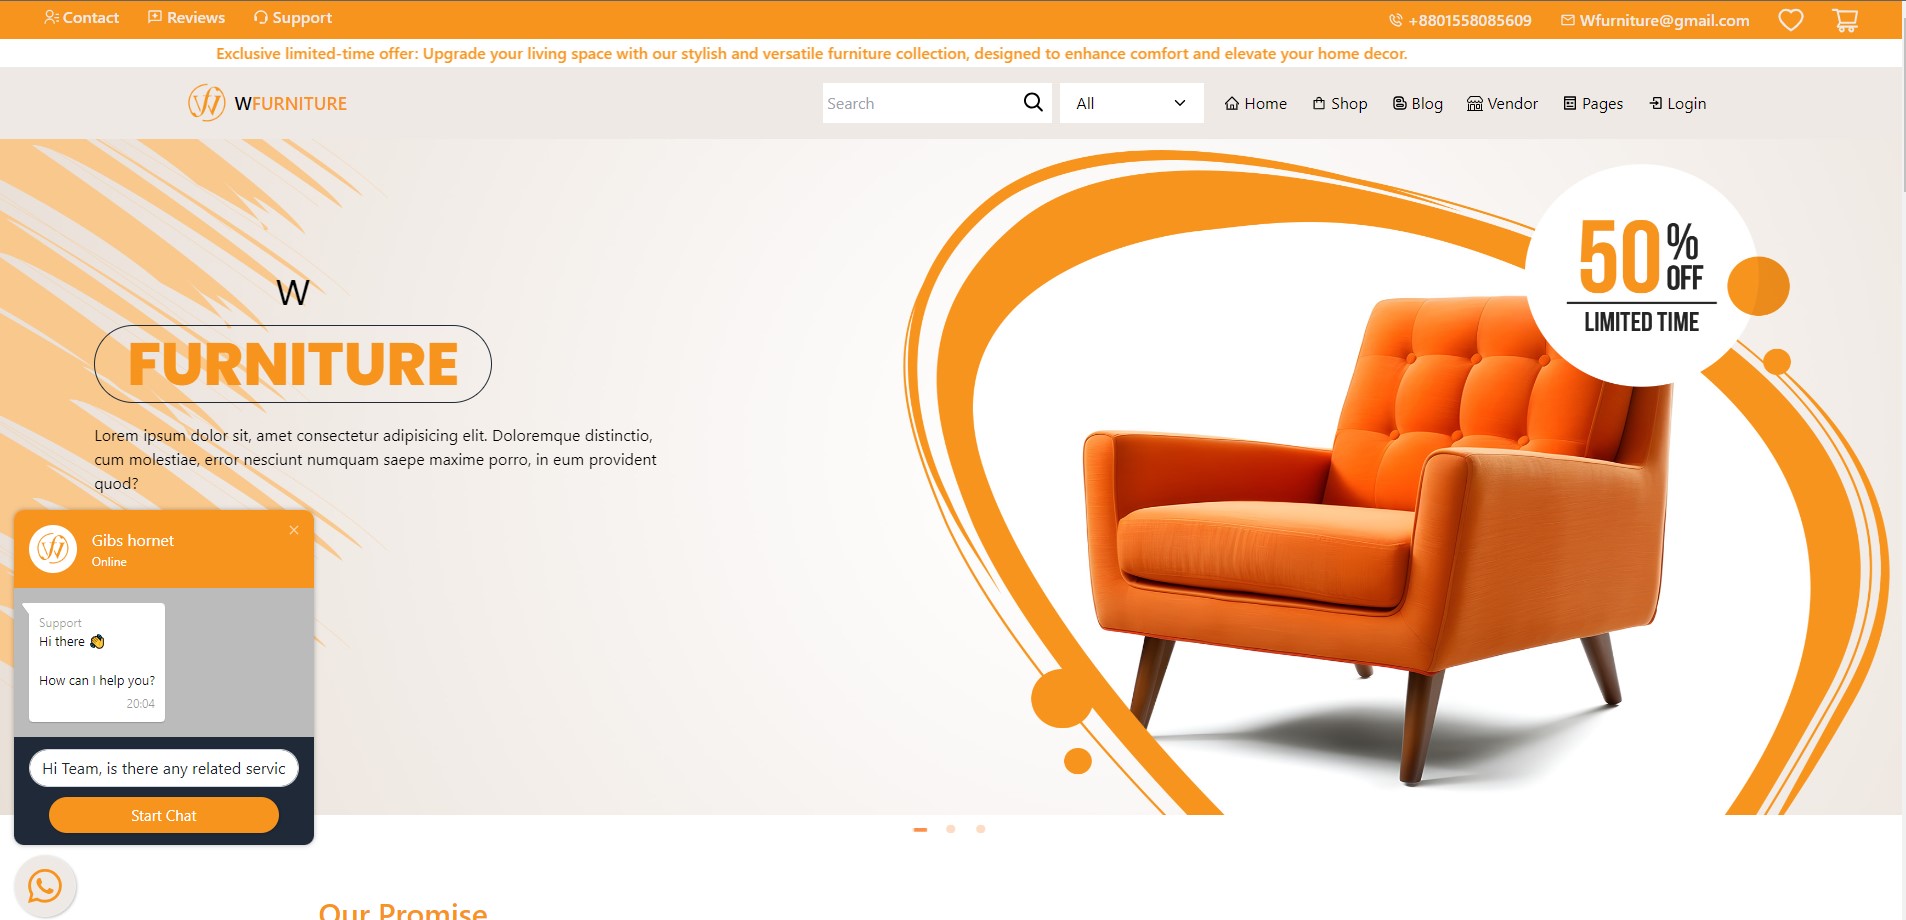 Contact Reviews Support +8801558085609 Wfurniture@gmail.com
Exclusive limited-time offer: Upgrade your living space with our stylish and versatile furniture collection, designed to enhance comfort and elevate your home decor.
WFURNITURE Search All Home Shop Blog Vendor Pages Login
50% OFF
LIMITED TIME
W
FURNITURE
Lorem ipsum dolor sit, amet consectetur adipisicing elit. Doloremque distinctio,
cum molestiae, error nesciunt numquam saepe maxime porro, in eum provident
quod?
Gibs hornet
Online
Support
Hi there 👋
How can I help you?
20:04
Hi Team, is there any related servic
Start Chat
Our Promise